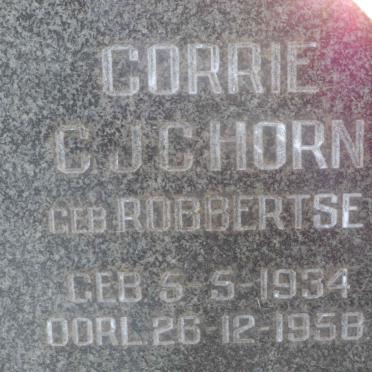 CORRIE
C J C HORN
GEB. ROBBERTSE
GEB 5-5-1934
OORL. 26-12-1958